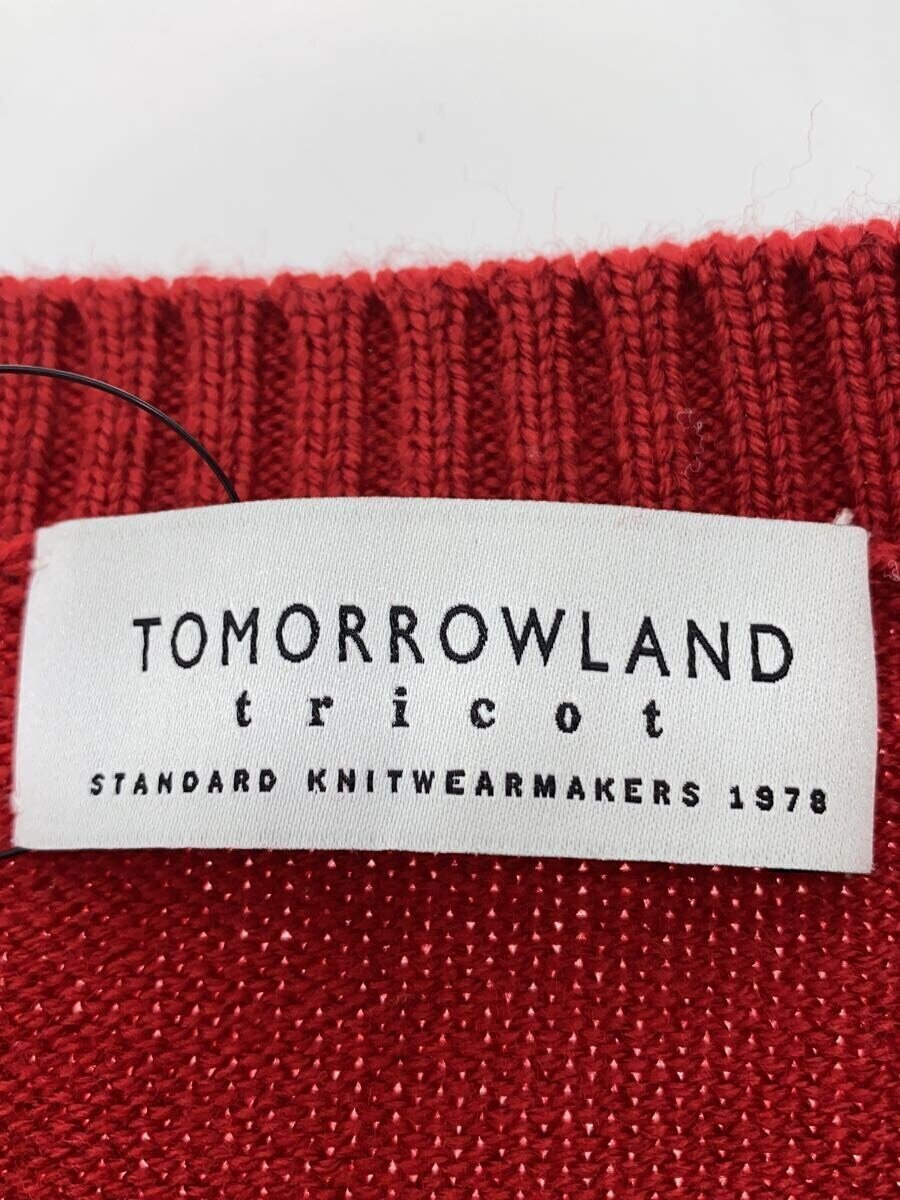 TOMORROWLAND
tricot
STANDARD KNITWEARMAKERS 1978